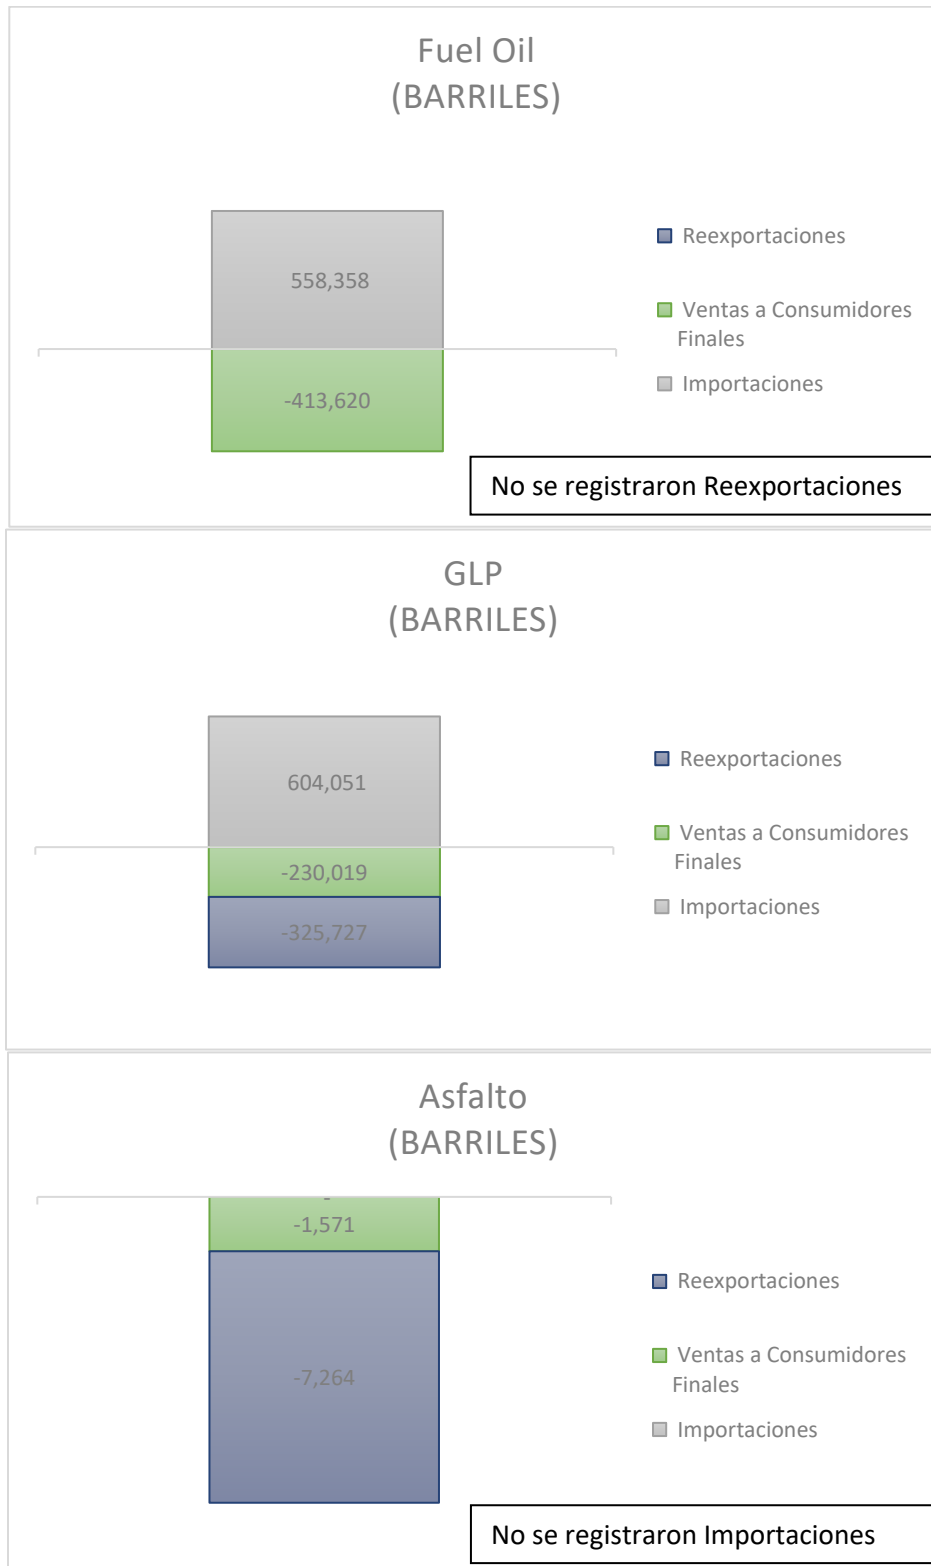 Fuel Oil
(BARRILES)
558,358
-413,620
Reexportaciones
Ventas a Consumidores
Finales
Importaciones
No se registraron Reexportaciones
GLP
(BARRILES)
604,051
-230,019
-325,727
Reexportaciones
Ventas a Consumidores
Finales
Importaciones
Asfalto
(BARRILES)
-
-1,571
-7,264
Reexportaciones
Ventas a Consumidores
Finales
Importaciones
No se registraron Importaciones